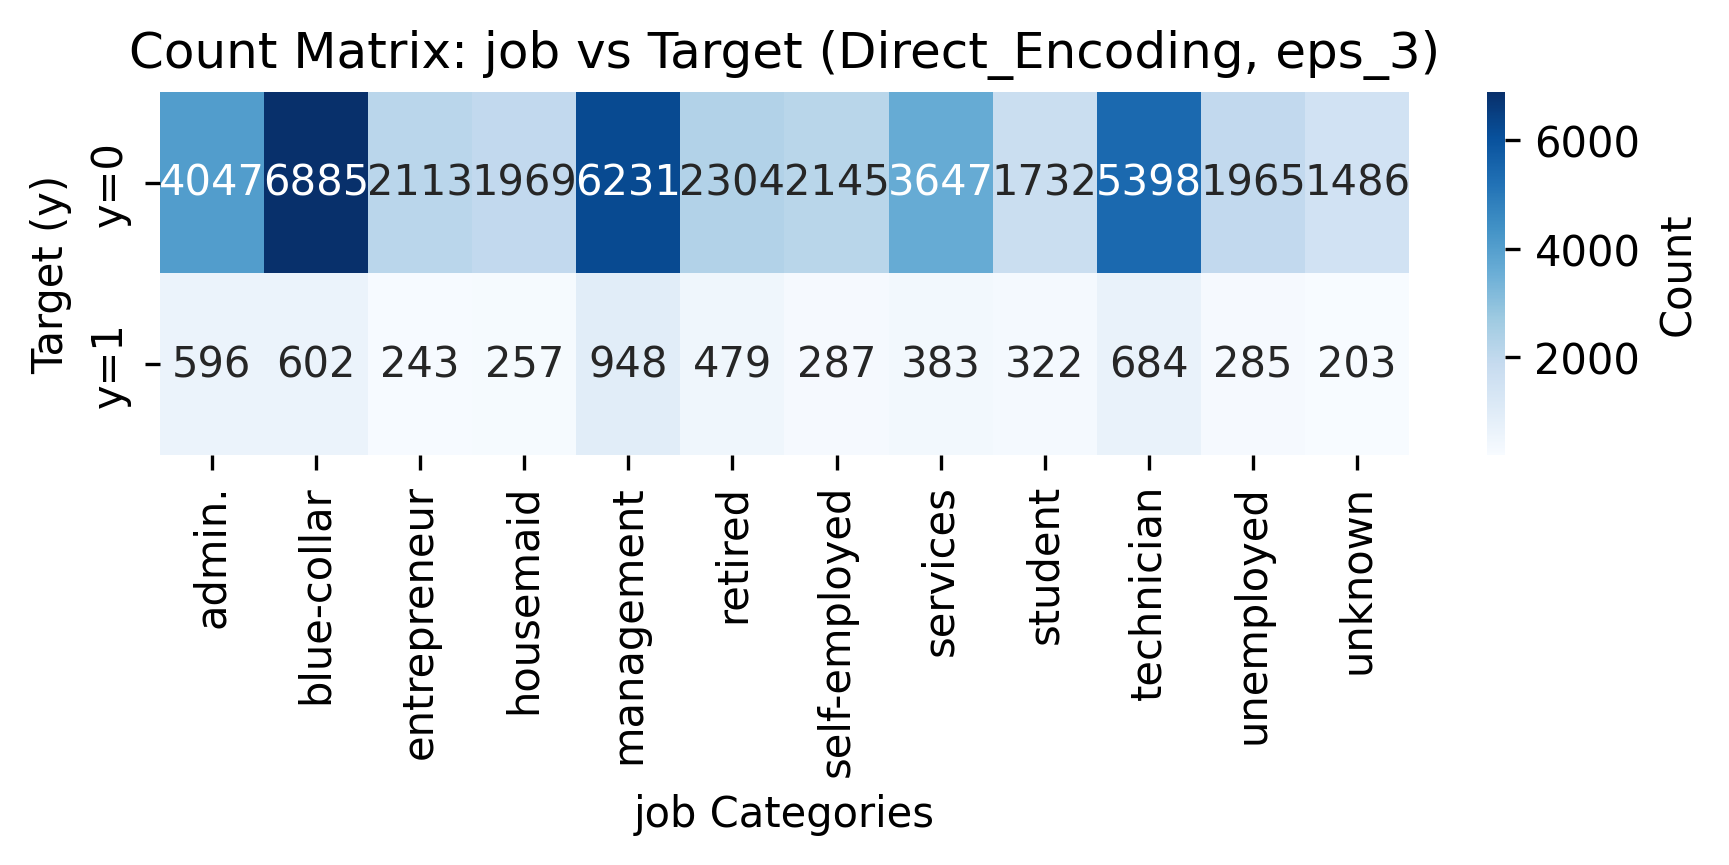 Count Matrix: job vs Target (Direct_Encoding, eps_3)
Target (y)
y=0
4047 6885 2113 1969 6231 2304 2145 3647 1732 5398 1965 1486
y=1
596 602 243 257 948 479 287 383 322 684 285 203
admin. blue-collar entrepreneur housemaid management retired self-employed services student technician unemployed unknown
job Categories
6000
4000
2000
Count